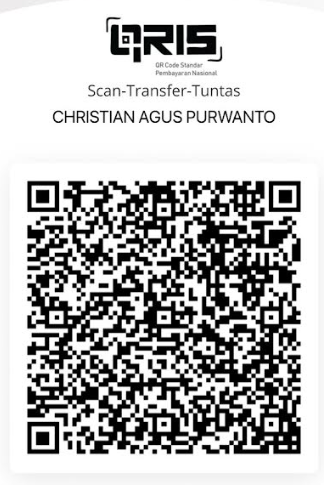 QRIS
QR Code Standar
Pembayaran Nasional
Scan-Transfer-Tuntas
CHRISTIAN AGUS PURWANTO